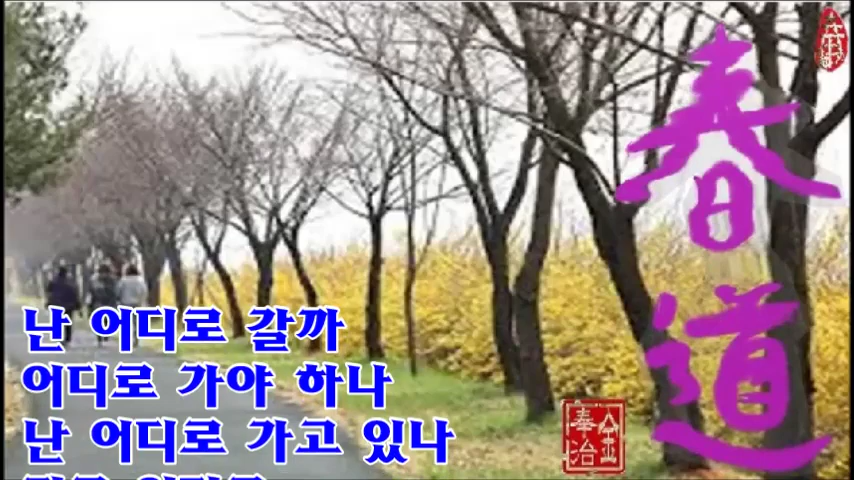 春道
난 어디로 갈까
어디로 가야 하나
난 어디로 가고 있나